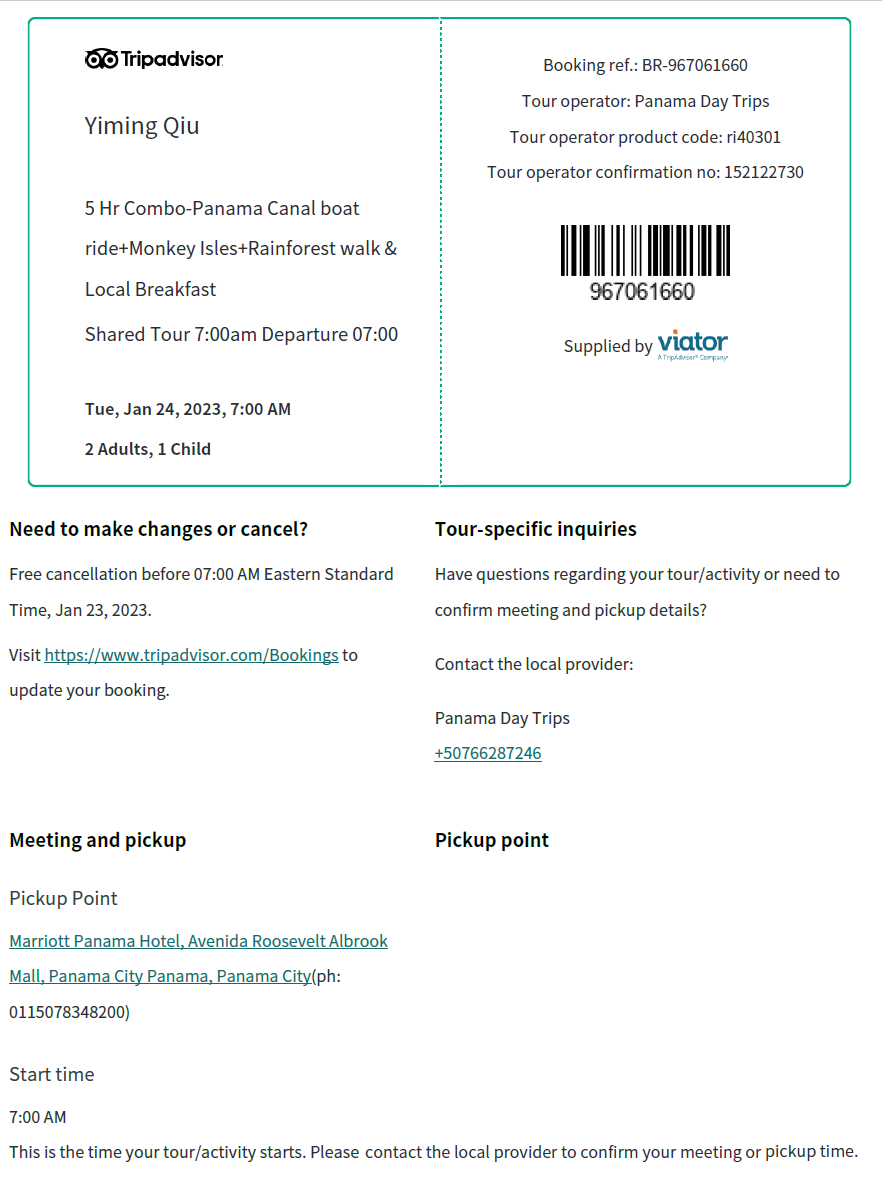 Tripadvisor
Yiming Qiu
5 Hr Combo-Panama Canal boat
ride+Monkey Isles+Rainforest walk &
Local Breakfast
Shared Tour 7:00am Departure 07:00
Tue, Jan 24, 2023, 7:00 AM
2 Adults, 1 Child
Booking ref.: BR-967061660
Tour operator: Panama Day Trips
Tour operator product code: ri40301
Tour operator confirmation no: 152122730
967061660
Supplied by viator
A TripAdvisor® Company
Need to make changes or cancel?
Free cancellation before 07:00 AM Eastern Standard
Time, Jan 23, 2023.
Visit https://www.tripadvisor.com/Bookings to
update your booking.
Tour-specific inquiries
Have questions regarding your tour/activity or need to
confirm meeting and pickup details?
Contact the local provider:
Panama Day Trips
+50766287246
Meeting and pickup
Pickup Point
Marriott Panama Hotel, Avenida Roosevelt Albrook
Mall, Panama City Panama, Panama City(ph:
0115078348200)
Pickup point
Start time
7:00 AM
This is the time your tour/activity starts. Please contact the local provider to confirm your meeting or pickup time.